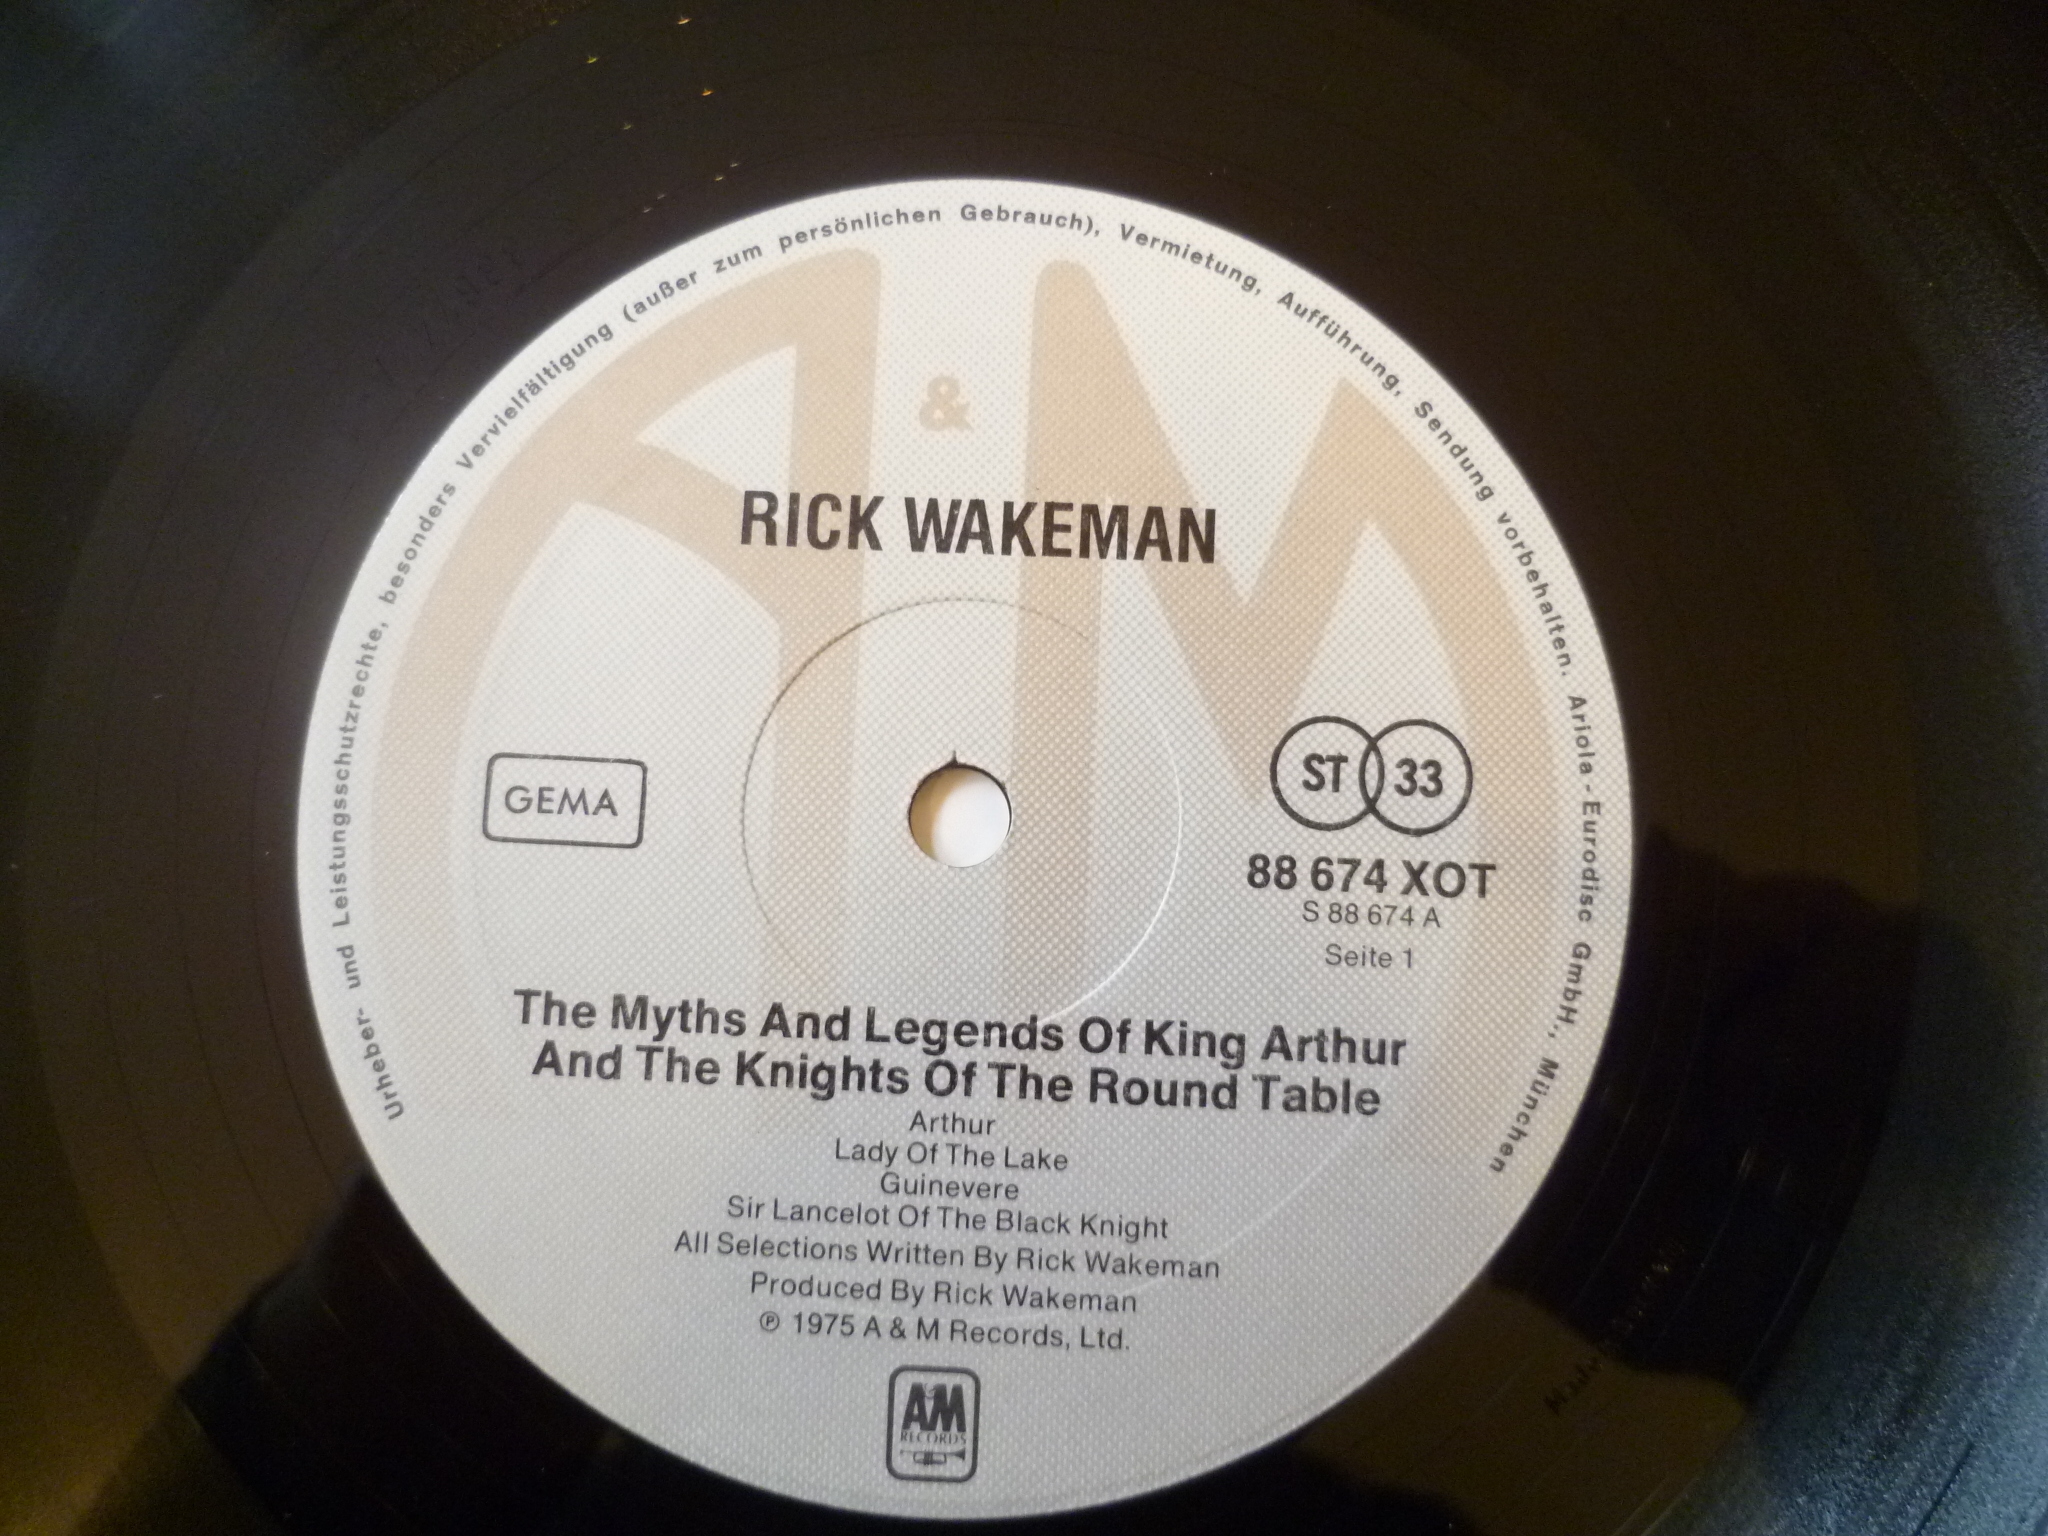 Urheber- und Leistungsschutzrechte, besonders Vervielfältigung (außer zum persönlichen Gebrauch), Vermietung, Aufführung, Sendung vorbehalten. Ariola - Eurodisc GmbH., München
A & M
RICK WAKEMAN
GEMA
ST 33
88 674 XOT
S 88 674 A
Seite 1
The Myths And Legends Of King Arthur
And The Knights Of The Round Table
Arthur
Lady Of The Lake
Guinevere
Sir Lancelot Of The Black Knight
All Selections Written By Rick Wakeman
Produced By Rick Wakeman
℗ 1975 A & M Records, Ltd.
A&M
RECORDS